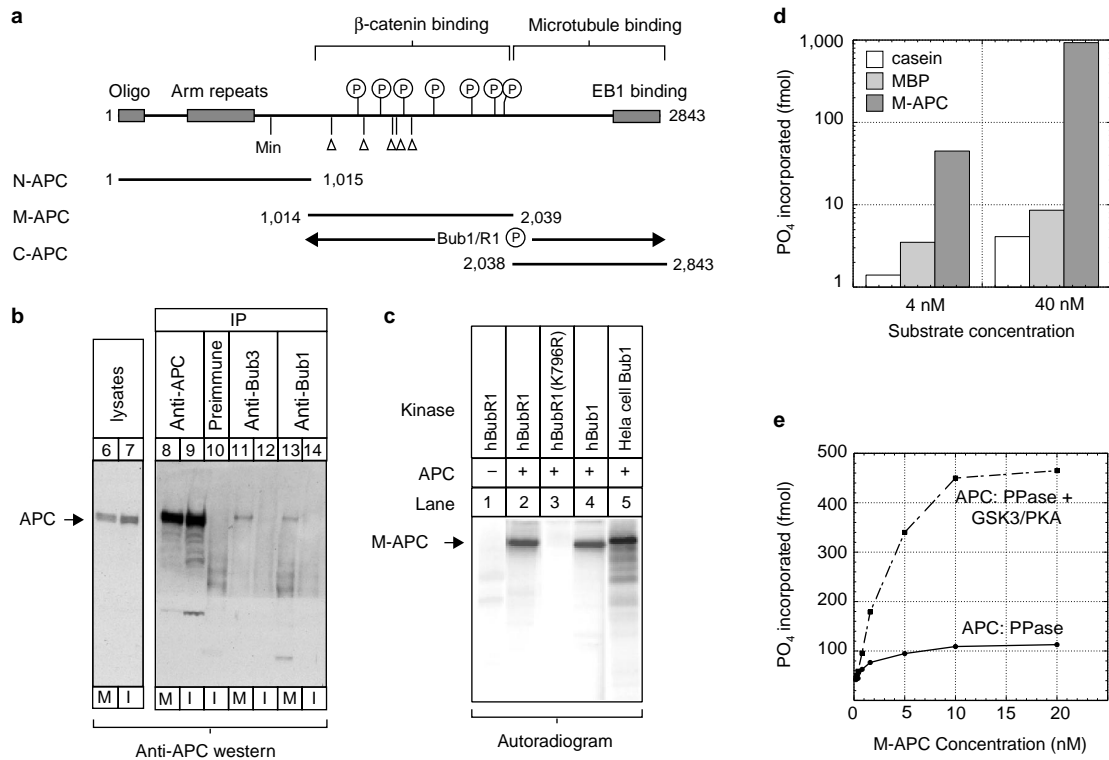 a
β-catenin binding
Microtubule binding
P P P P P P P
Oligo
Arm repeats
EB1 binding
1
2843
Min
N-APC
1
1,015
M-APC
1,014
2,039
Bub1/R1 P
C-APC
2,038
2,843
b
IP
lysates
Anti-APC
Preimmune
Anti-Bub3
Anti-Bub1
6 7 8 9 10 11 12 13 14
APC
M I M I I M I M I
Anti-APC western
c
Kinase
hBubR1
hBubR1
hBubR1(K796R)
hBub1
Hela cell Bub1
APC – + + + +
Lane 1 2 3 4 5
M-APC
Autoradiogram
d
PO4 incorporated (fmol)
1,000
100
10
1
casein
MBP
M-APC
4 nM
40 nM
Substrate concentration
e
PO4 incorporated (fmol)
500
400
300
200
100
APC: PPase +
GSK3/PKA
APC: PPase
0 5 10 15 20
M-APC Concentration (nM)